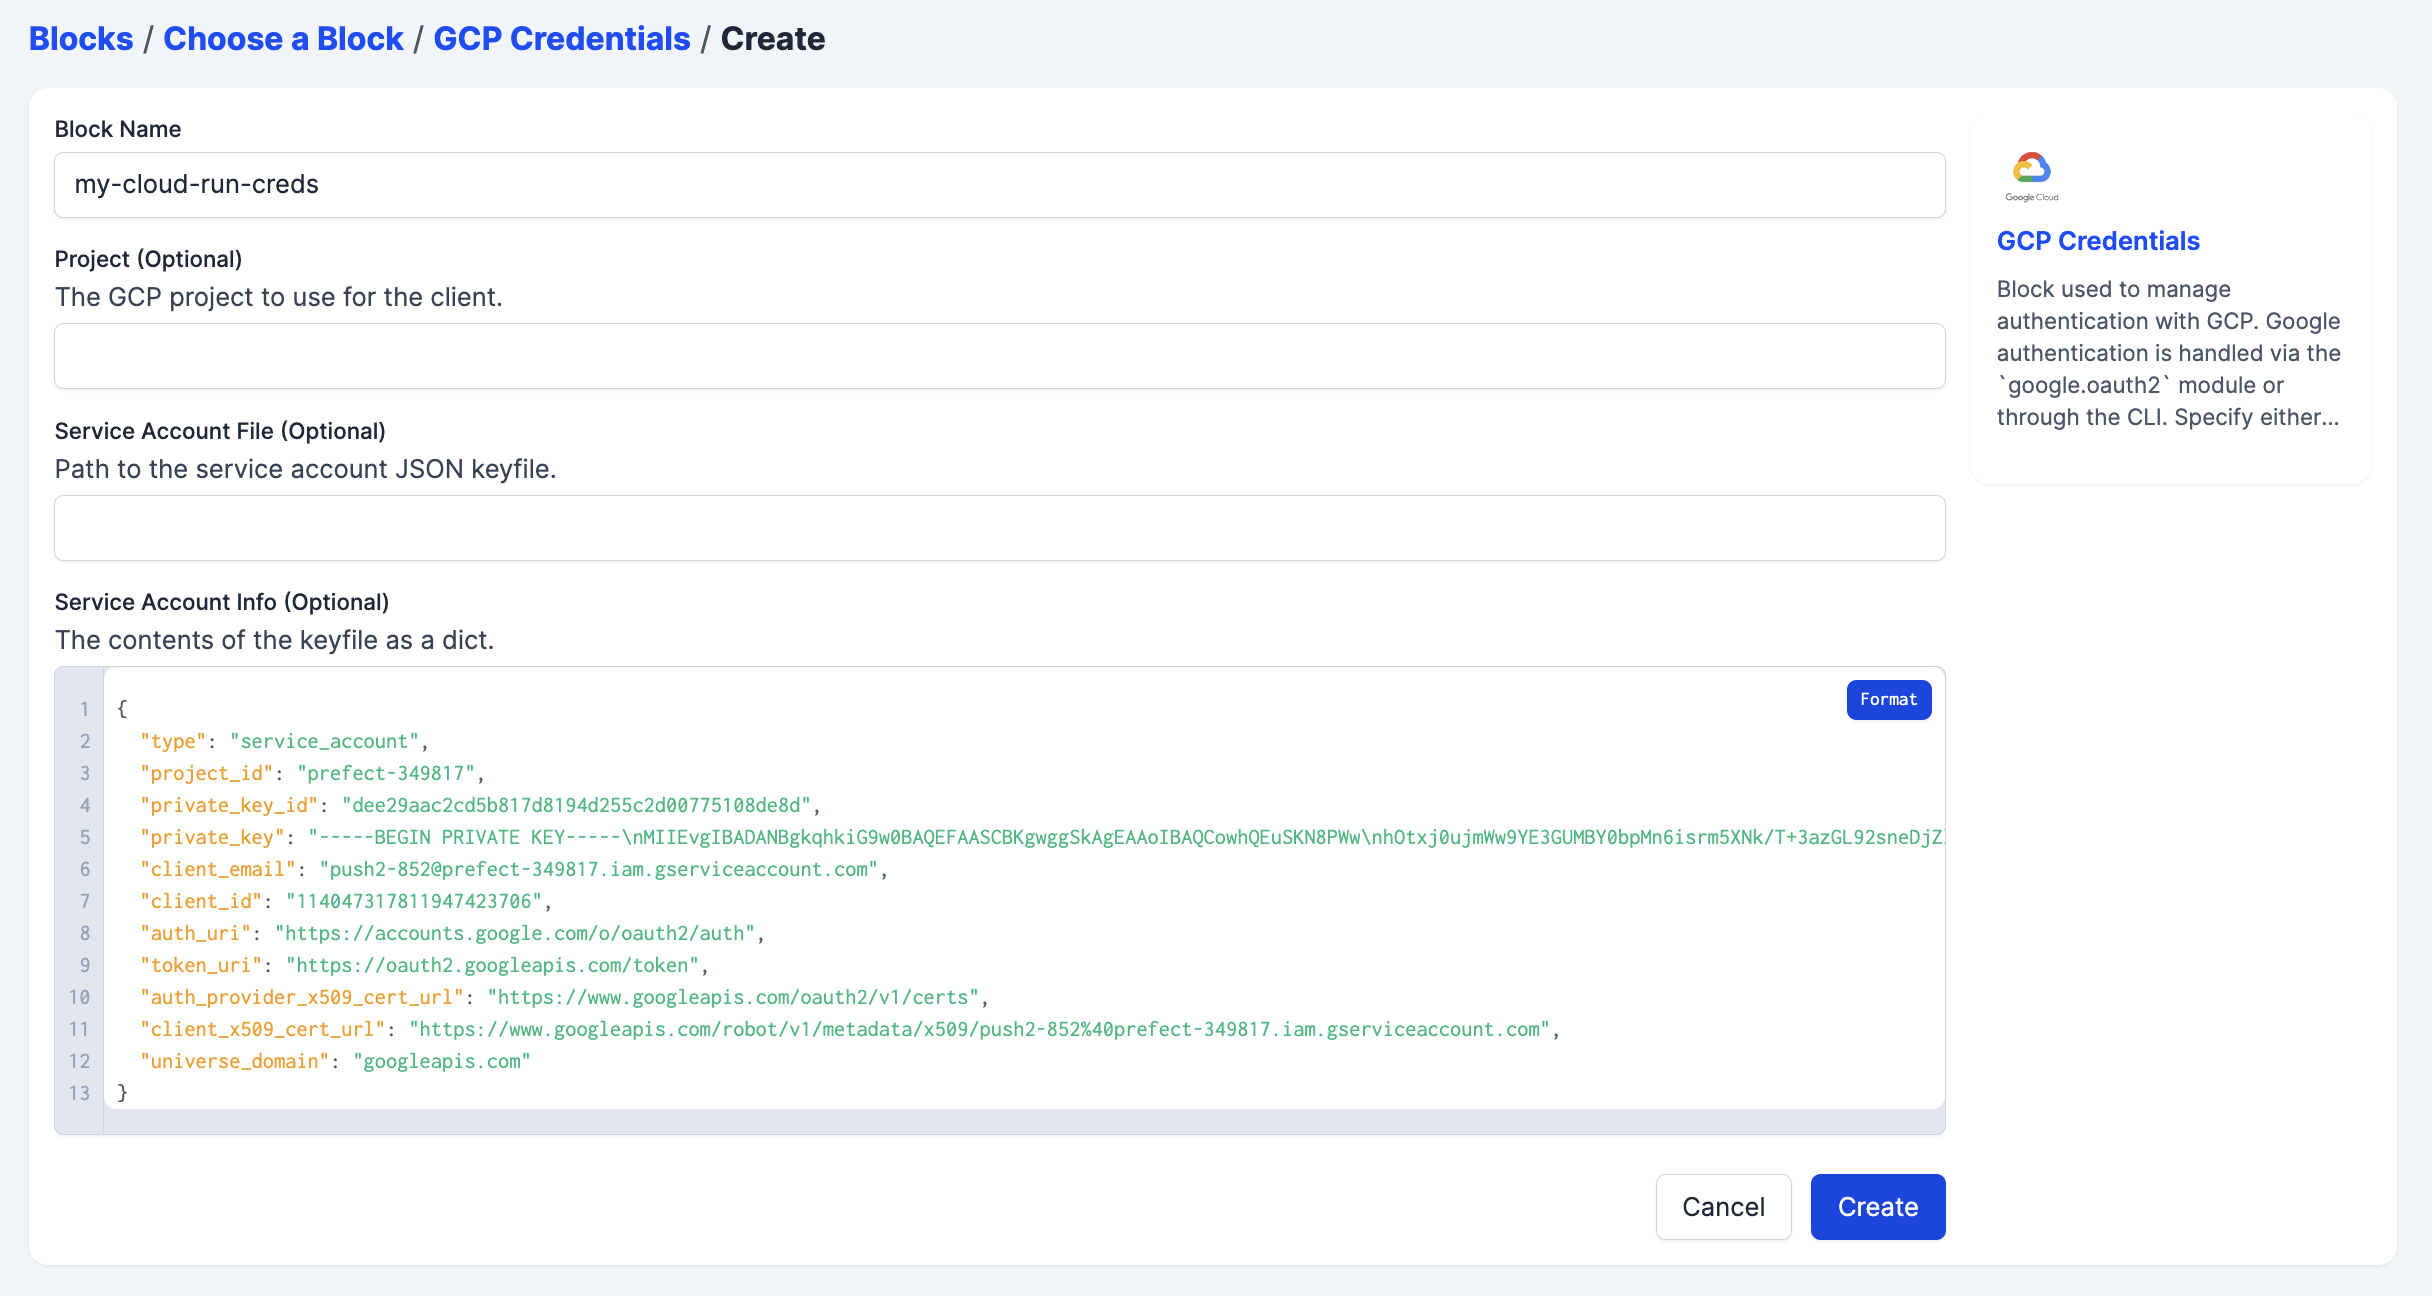 Blocks / Choose a Block / GCP Credentials / Create
Block Name
my-cloud-run-creds
Project (Optional)
The GCP project to use for the client.
Service Account File (Optional)
Path to the service account JSON keyfile.
Service Account Info (Optional)
The contents of the keyfile as a dict.
Format
1 {
2 "type": "service_account",
3 "project_id": "prefect-349817",
4 "private_key_id": "dee29aac2cd5b817d8194d255c2d00775108de8d",
5 "private_key": "-----BEGIN PRIVATE KEY-----\nMIIEvgIBADANBgkqhkiG9w0BAQEFAASCBKgwggSkAgEAAoIBAQCowhQEuSKN8PWw\nhOtxj0ujmWw9YE3GUMBY0bpMn6isrm5XNk/T+3azGL92sneDjZ
6 "client_email": "push2-852@prefect-349817.iam.gserviceaccount.com",
7 "client_id": "114047317811947423706",
8 "auth_uri": "https://accounts.google.com/o/oauth2/auth",
9 "token_uri": "https://oauth2.googleapis.com/token",
10 "auth_provider_x509_cert_url": "https://www.googleapis.com/oauth2/v1/certs",
11 "client_x509_cert_url": "https://www.googleapis.com/robot/v1/metadata/x509/push2-852%40prefect-349817.iam.gserviceaccount.com",
12 "universe_domain": "googleapis.com"
13 }
Cancel
Create
Google Cloud
GCP Credentials
Block used to manage
authentication with GCP. Google
authentication is handled via the
`google.oauth2` module or
through the CLI. Specify either...